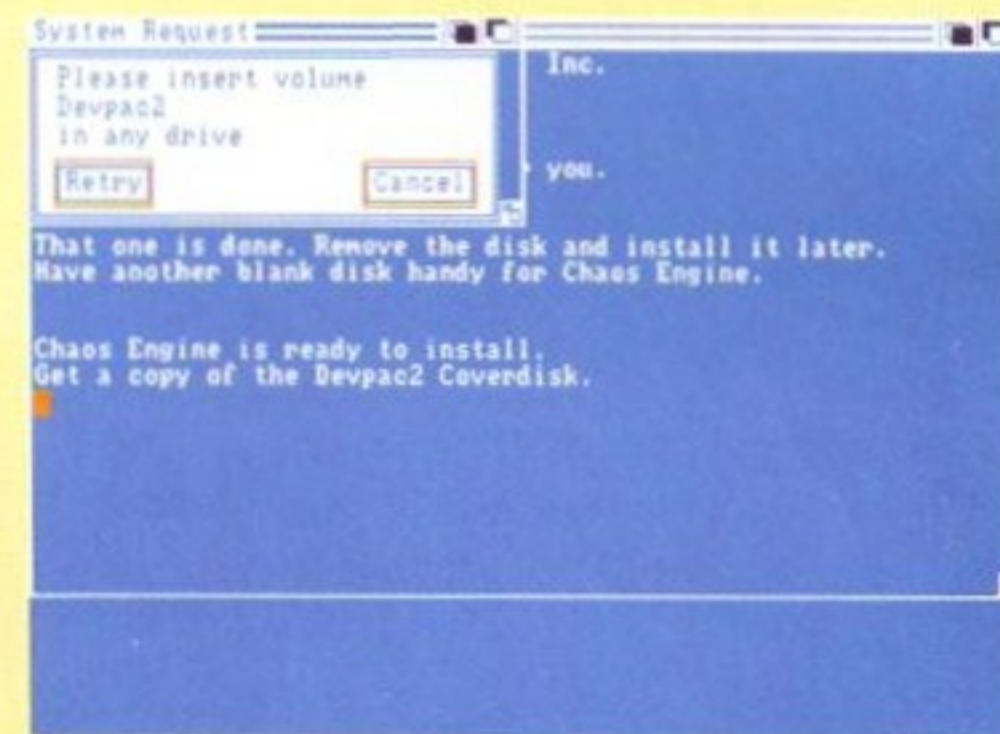 System Request
Please insert volume
Devpac2
in any drive
Retry
Cancel
Inc.
you.
That one is done. Remove the disk and install it later.
Have another blank disk handy for Chaos Engine.
Chaos Engine is ready to install.
Get a copy of the Devpac2 Coverdisk.